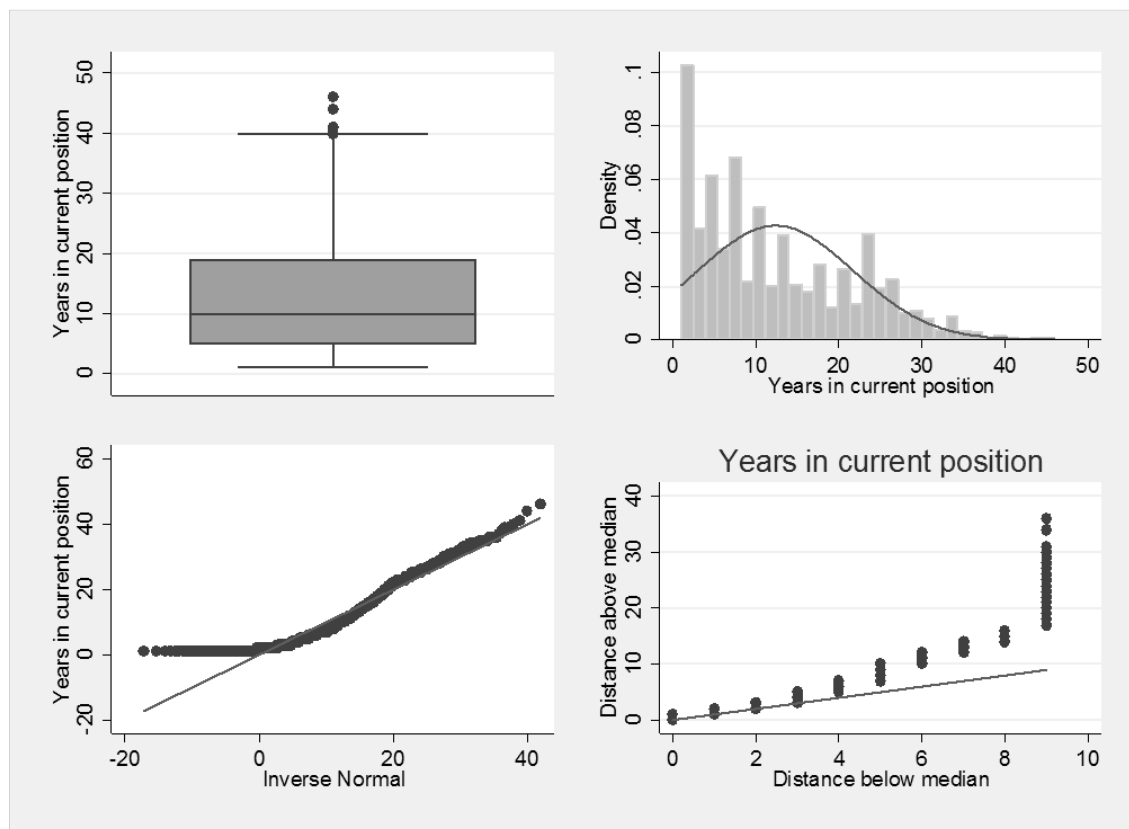 Years in current position
50
40
30
20
10
0
Density
.1
.08
.06
.04
.02
0
0 10 20 30 40 50
Years in current position
Years in current position
60
40
20
0
-20
-20 0 20 40
Inverse Normal
Years in current position
Distance above median
40
30
20
10
0
0 2 4 6 8 10
Distance below median